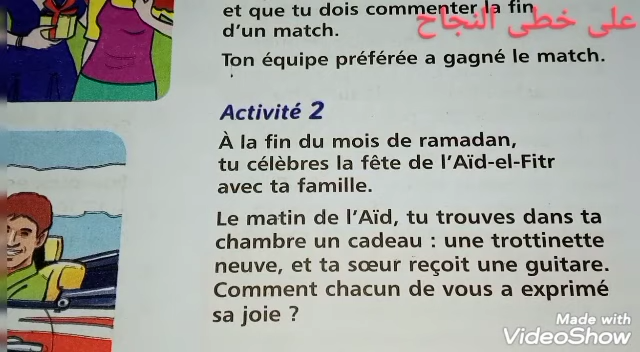 et que tu dois commenter la fin
d'un match.
على خطى النجاح
Ton équipe préférée a gagné le match.
Activité 2
À la fin du mois de ramadan,
tu célèbres la fête de l'Aïd-el-Fitr
avec ta famille.
Le matin de l'Aïd, tu trouves dans ta
chambre un cadeau : une trottinette
neuve, et ta sœur reçoit une guitare.
Comment chacun de vous a exprimé
sa joie ?
Made with
VideoShow